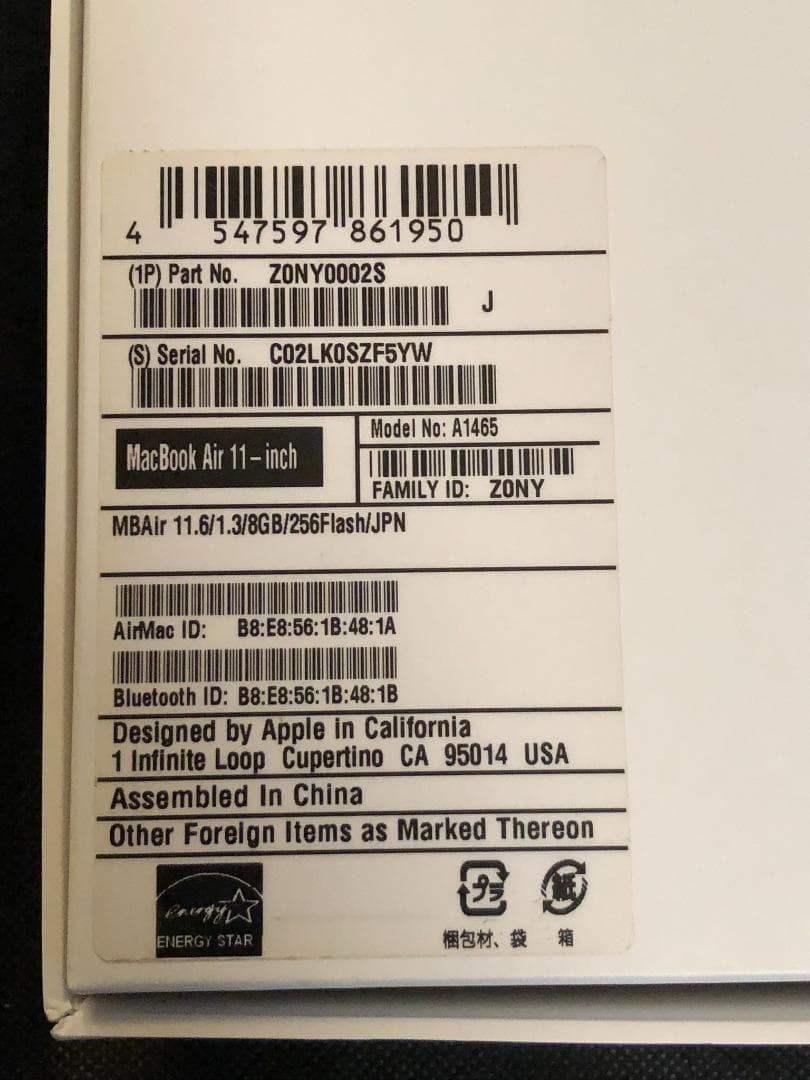 4 547597 861950
(1P) Part No. Z0NY0002S
J
(S) Serial No. C02LK0SZF5YW
MacBook Air 11-inch
Model No: A1465
FAMILY ID: Z0NY
MBAir 11.6/1.3/8GB/256Flash/JPN
AirMac ID: B8:E8:56:1B:48:1A
Bluetooth ID: B8:E8:56:1B:48:1B
Designed by Apple in California
1 Infinite Loop Cupertino CA 95014 USA
Assembled In China
Other Foreign Items as Marked Thereon
energy
ENERGY STAR
プラ 紙
梱包材、袋 箱